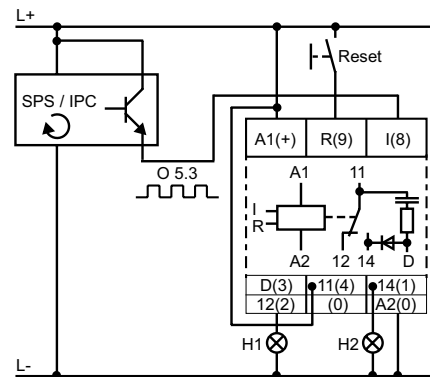 L+
Reset
SPS / IPC
A1(+) R(9) I(8)
O 5.3
A1 11
I
R
A2 12 14 D
D(3) 11(4) 14(1)
12(2) (0) A2(0)
H1 H2
L-